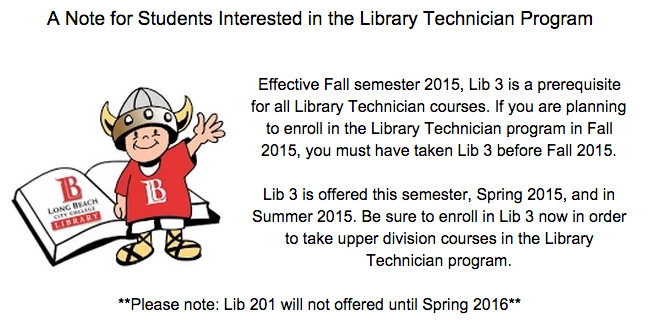 A Note for Students Interested in the Library Technician Program
Effective Fall semester 2015, Lib 3 is a prerequisite
for all Library Technician courses. If you are planning
to enroll in the Library Technician program in Fall
2015, you must have taken Lib 3 before Fall 2015.
Lib 3 is offered this semester, Spring 2015, and in
Summer 2015. Be sure to enroll in Lib 3 now in order
to take upper division courses in the Library
Technician program.
LB
LONG BEACH
CITY COLLEGE
LIBRARY
LB
**Please note: Lib 201 will not offered until Spring 2016**